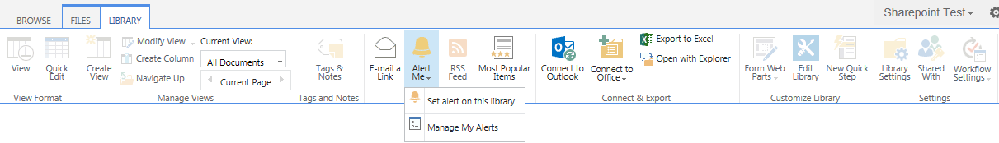 BROWSE FILES LIBRARY Sharepoint Test
View Quick Edit
View Format
Create View
Modify View
Create Column
Navigate Up
Current View:
All Documents
Current Page
Manage Views
Tags & Notes
Tags and Notes
E-mail a Link
Alert Me
RSS Feed
Most Popular Items
Set alert on this library
Manage My Alerts
Connect to Outlook
Connect to Office
Export to Excel
Open with Explorer
Connect & Export
Form Web Parts
Edit Library
New Quick Step
Customize Library
Library Settings
Shared With
Workflow Settings
Settings